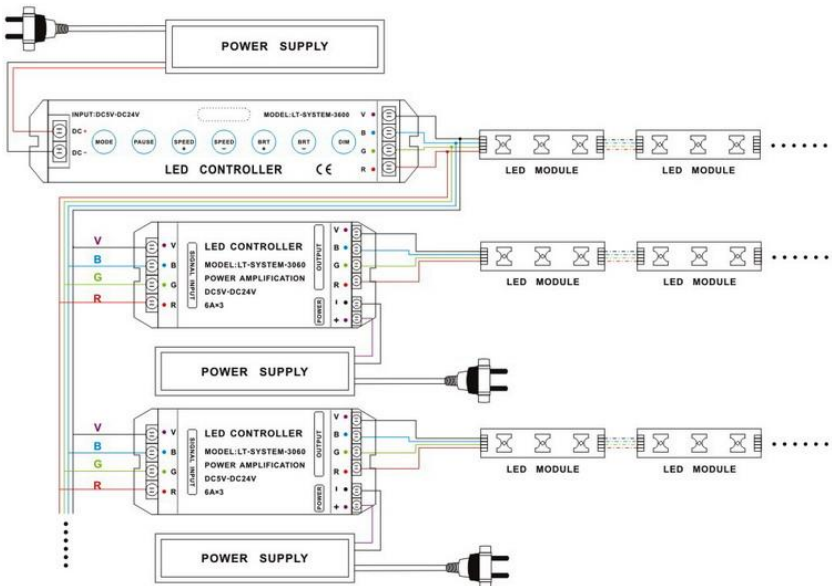 POWER SUPPLY
INPUT:DC5V-DC24V MODEL:LT-SYSTEM-3600 V
DC + MODE PAUSE SPEED + SPEED − BRT + BRT − DIM B
DC − G
LED CONTROLLER CE R
LED MODULE LED MODULE
V V LED CONTROLLER V
B B MODEL:LT-SYSTEM-3060 B
G G POWER AMPLIFICATION G
R R DC5V-DC24V R
6A×3 −
+
SIGNAL INPUT
OUTPUT
POWER
LED MODULE LED MODULE
POWER SUPPLY
V V LED CONTROLLER V
B B MODEL:LT-SYSTEM-3060 B
G G POWER AMPLIFICATION G
R R DC5V-DC24V R
6A×3 −
+
SIGNAL INPUT
OUTPUT
POWER
LED MODULE LED MODULE
POWER SUPPLY